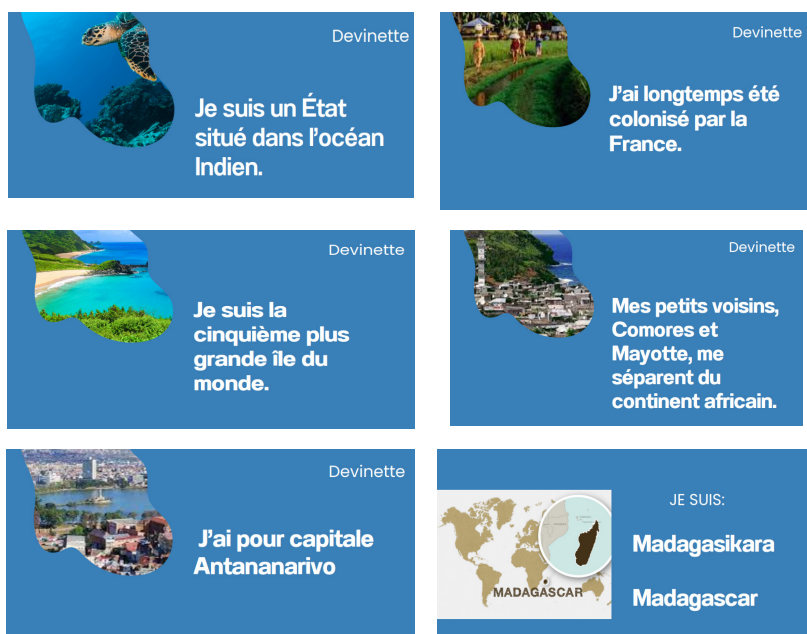 Devinette
Je suis un État
situé dans l'océan
Indien.
Devinette
J'ai longtemps été
colonisé par la
France.
Devinette
Je suis la
cinquième plus
grande île du
monde.
Devinette
Mes petits voisins,
Comores et
Mayotte, me
séparent du
continent africain.
Devinette
J'ai pour capitale
Antananarivo
JE SUIS:
Madagasikara
Madagascar
MADAGASCAR